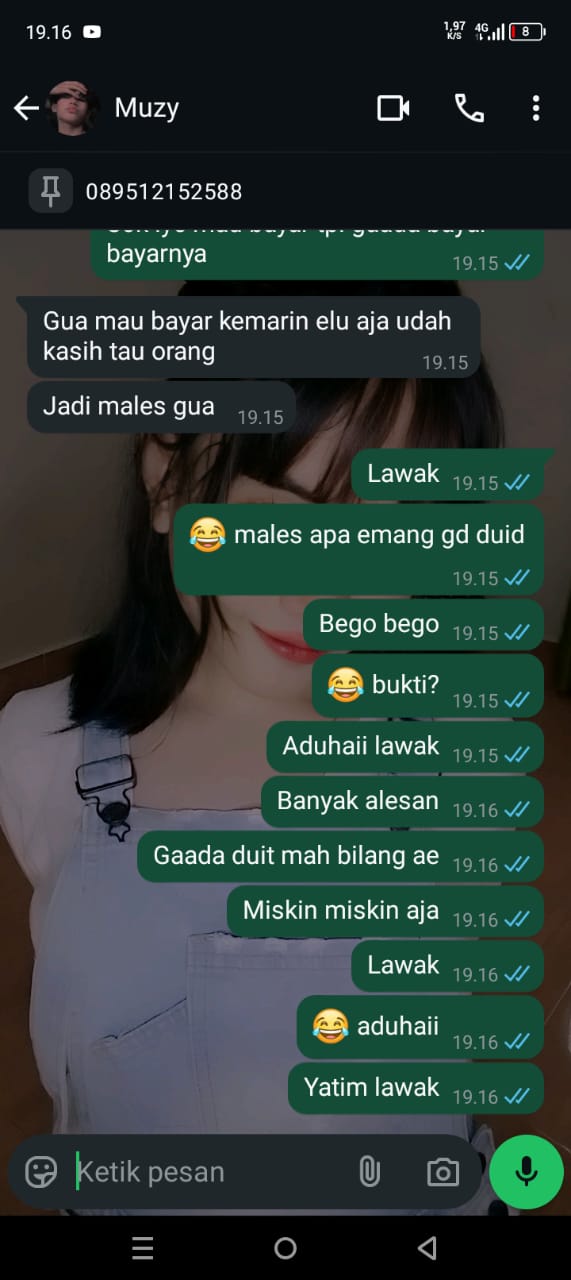 19.16
1,97 K/S 4G 8
Muzy
089512152588
bayarnya
19.15
Gua mau bayar kemarin elu aja udah
kasih tau orang
19.15
Jadi males gua 19.15
Lawak 19.15
😂 males apa emang gd duid
19.15
Bego bego 19.15
😂 bukti? 19.15
Aduhaii lawak 19.15
Banyak alesan 19.16
Gaada duit mah bilang ae 19.16
Miskin miskin aja 19.16
Lawak 19.16
😂 aduhaii 19.16
Yatim lawak 19.16
Ketik pesan